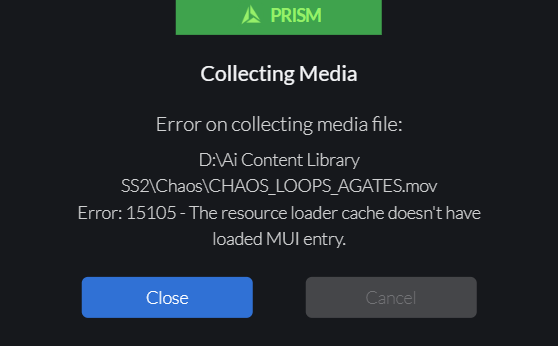 PRISM
Collecting Media
Error on collecting media file:
D:\Ai Content Library
SS2\Chaos\CHAOS_LOOPS_AGATES.mov
Error: 15105 - The resource loader cache doesn't have
loaded MUI entry.
Close
Cancel